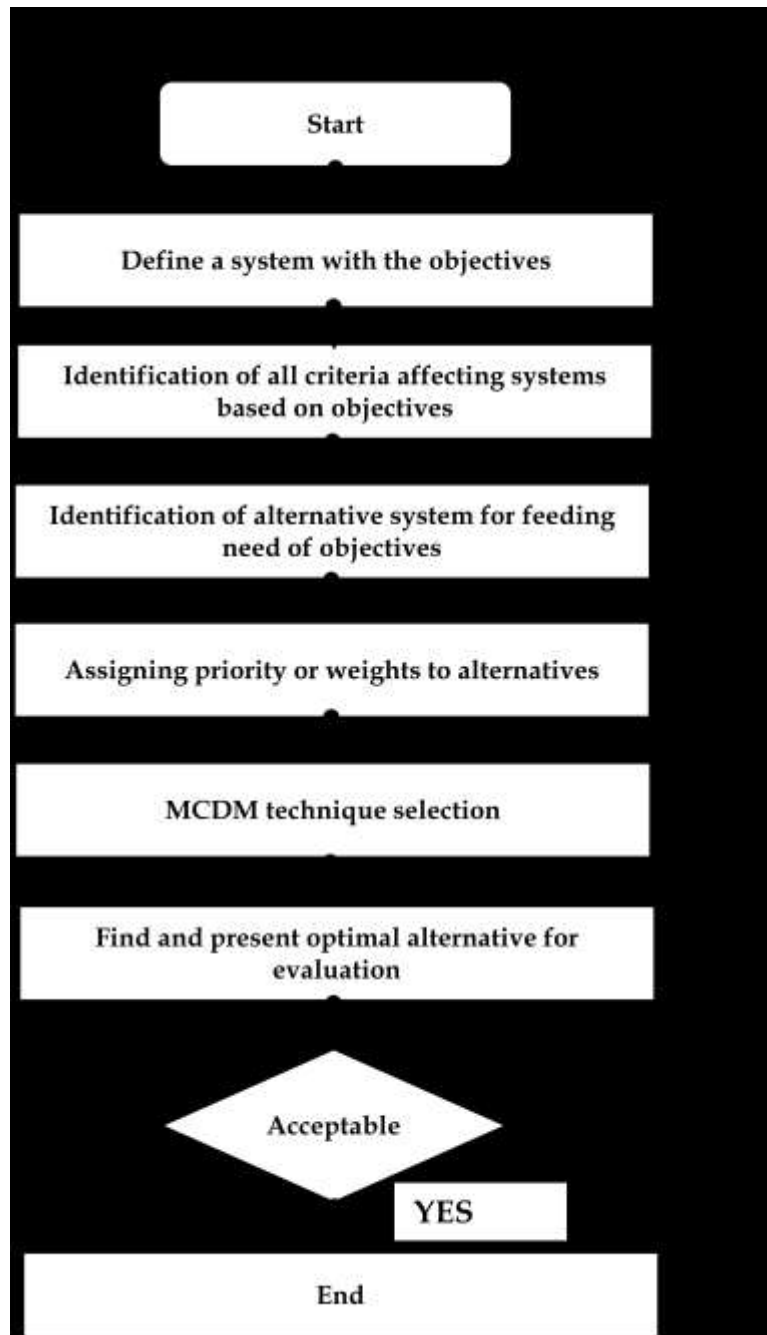 Start
Define a system with the objectives
Identification of all criteria affecting systems
based on objectives
Identification of alternative system for feeding
need of objectives
Assigning priority or weights to alternatives
MCDM technique selection
Find and present optimal alternative for
evaluation
Acceptable
YES
End